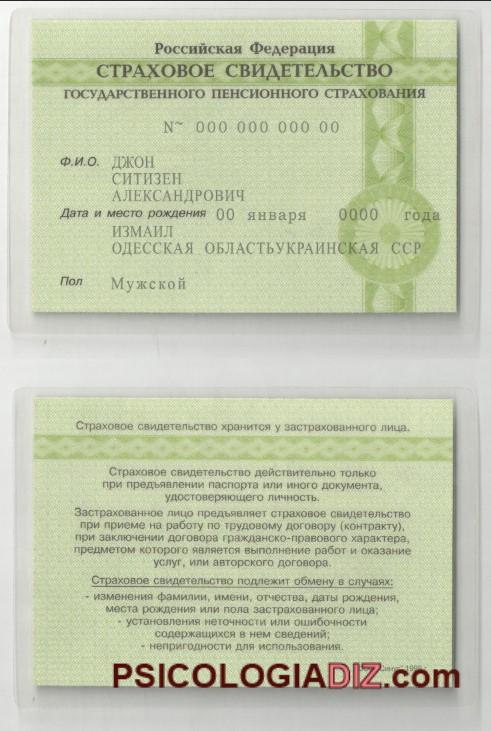 Российская Федерация
СТРАХОВОЕ СВИДЕТЕЛЬСТВО
ГОСУДАРСТВЕННОГО ПЕНСИОННОГО СТРАХОВАНИЯ
N~ 000 000 000 00
Ф.И.О. ДЖОН
СИТИЗЕН
АЛЕКСАНДРОВИЧ
Дата и место рождения 00 января 0000 года
ИЗМАИЛ
ОДЕССКАЯ ОБЛАСТЬУКРАИНСКАЯ ССР
Пол Мужской
Страховое свидетельство хранится у застрахованного лица.
Страховое свидетельство действительно только
при предъявлении паспорта или иного документа,
удостоверяющего личность.
Застрахованное лицо предъявляет страховое свидетельство
при приеме на работу по трудовому договору (контракту),
при заключении договора гражданско-правового характера,
предметом которого является выполнение работ и оказание
услуг, или авторского договора.
Страховое свидетельство подлежит обмену в случаях:
- изменения фамилии, имени, отчества, даты рождения,
места рождения или пола застрахованного лица;
- установления неточности или ошибочности
содержащихся в нем сведений;
- непригодности для использования.
PSICOLOGIADIZ.com